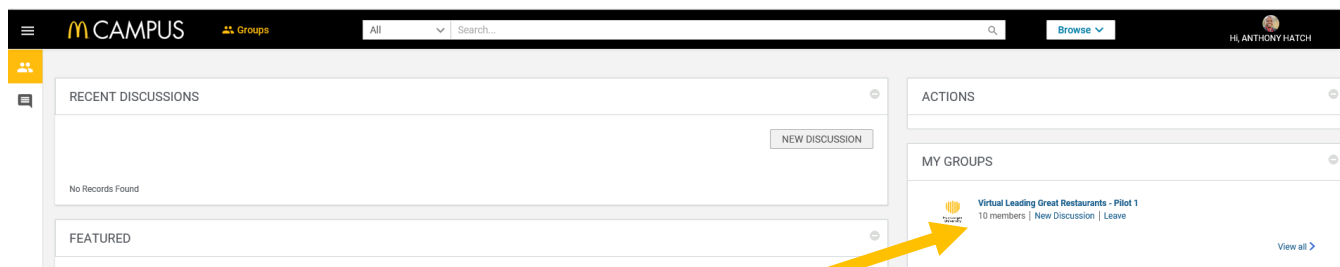 CAMPUS
Groups
All
Search...
Browse
Hi, ANTHONY HATCH
RECENT DISCUSSIONS
NEW DISCUSSION
No Records Found
FEATURED
ACTIONS
MY GROUPS
Virtual Leading Great Restaurants - Pilot 1
10 members | New Discussion | Leave
View all